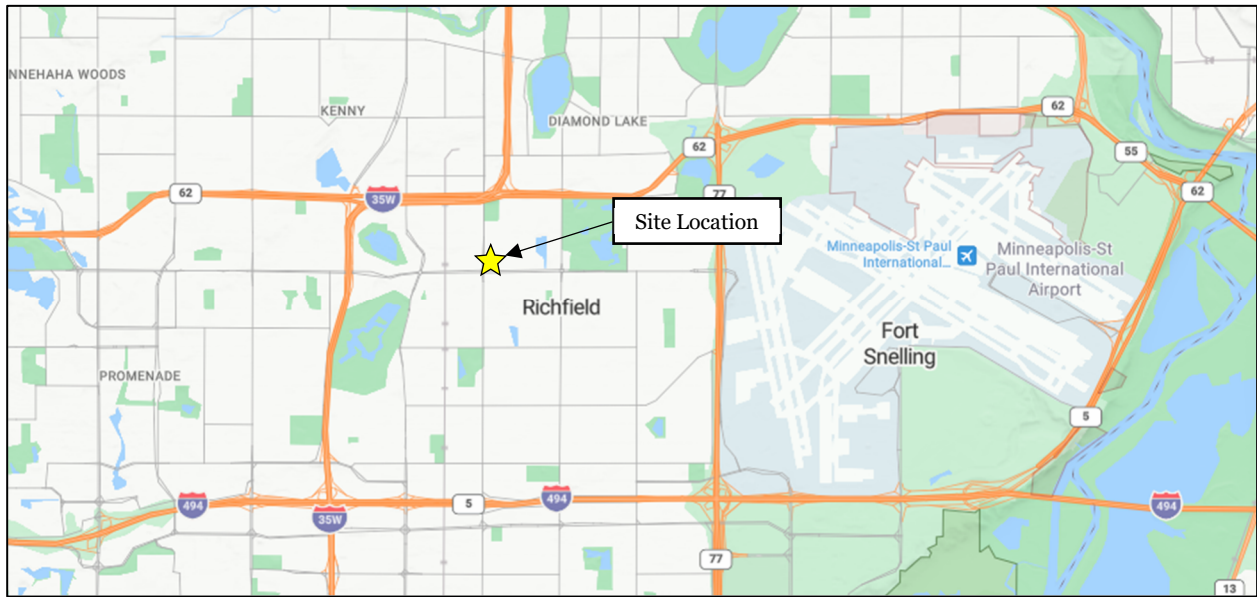 NNEHAHA WOODS
KENNY
DIAMOND LAKE
62
62
55
62
62
35W
77
Site Location
Minneapolis-St Paul
International...
Minneapolis-St
Paul International
Airport
Richfield
Fort
Snelling
PROMENADE
5
494
5
494
494
35W
77
13